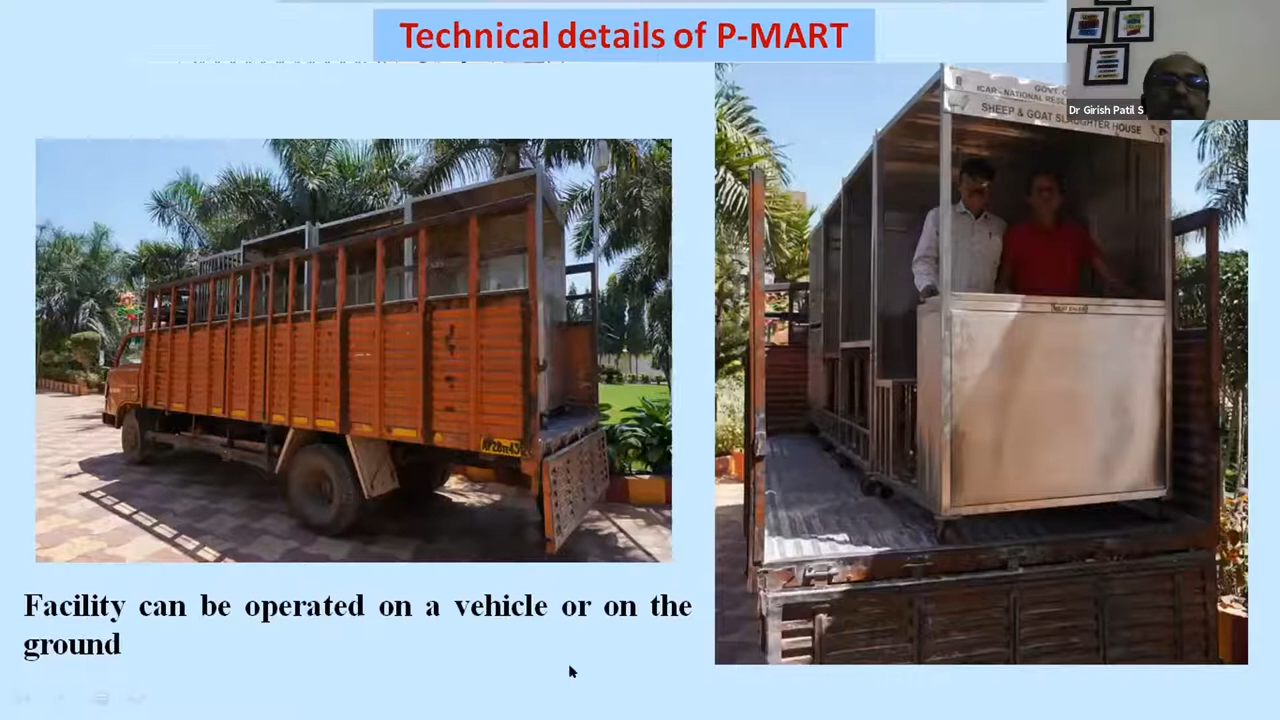 Technical details of P-MART
Dr Girish Patil S
GOVT. O
ICAR - NATIONAL RESE
SHEEP & GOAT SLAUGHTER HOUSE
Facility can be operated on a vehicle or on the
ground